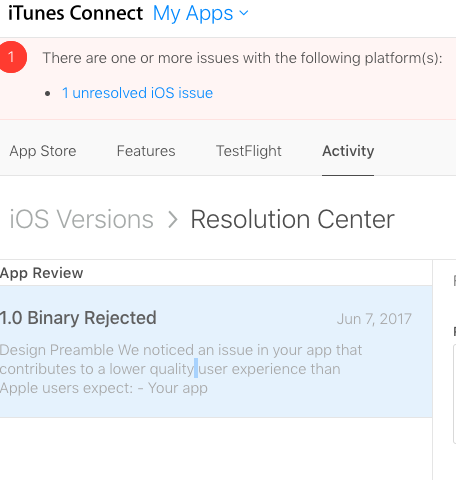 iTunes Connect My Apps
1
There are one or more issues with the following platform(s):
• 1 unresolved iOS issue
App Store Features TestFlight Activity
iOS Versions > Resolution Center
App Review
1.0 Binary Rejected Jun 7, 2017
Design Preamble We noticed an issue in your app that
contributes to a lower quality user experience than
Apple users expect: - Your app